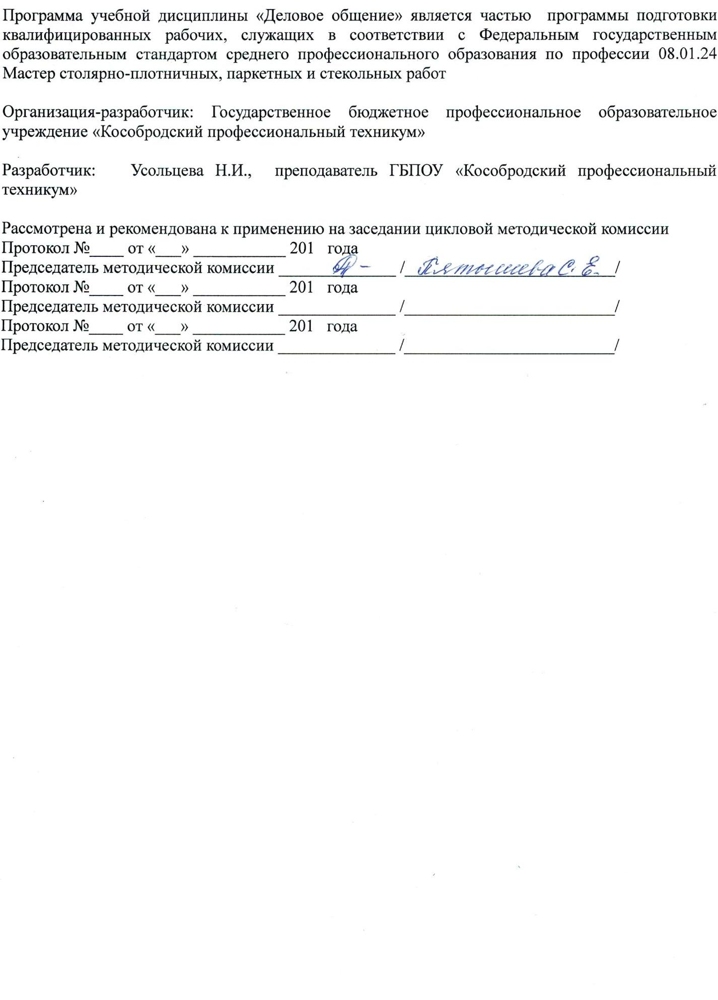 Программа учебной дисциплины «Деловое общение» является частью программы подготовки
квалифицированных рабочих, служащих в соответствии с Федеральным государственным
образовательным стандартом среднего профессионального образования по профессии 08.01.24
Мастер столярно-плотничных, паркетных и стекольных работ
Организация-разработчик: Государственное бюджетное профессиональное образовательное
учреждение «Кособродский профессиональный техникум»
Разработчик: Усольцева Н.И., преподаватель ГБПОУ «Кособродский профессиональный
техникум»
Рассмотрена и рекомендована к применению на заседании цикловой методической комиссии
Протокол №____ от «___» ___________ 201 года
Председатель методической комиссии ______________ / Пятышева С. Е. /
Протокол №____ от «___» ___________ 201 года
Председатель методической комиссии ______________ /_________________________/
Протокол №____ от «___» ___________ 201 года
Председатель методической комиссии ______________ /_________________________/